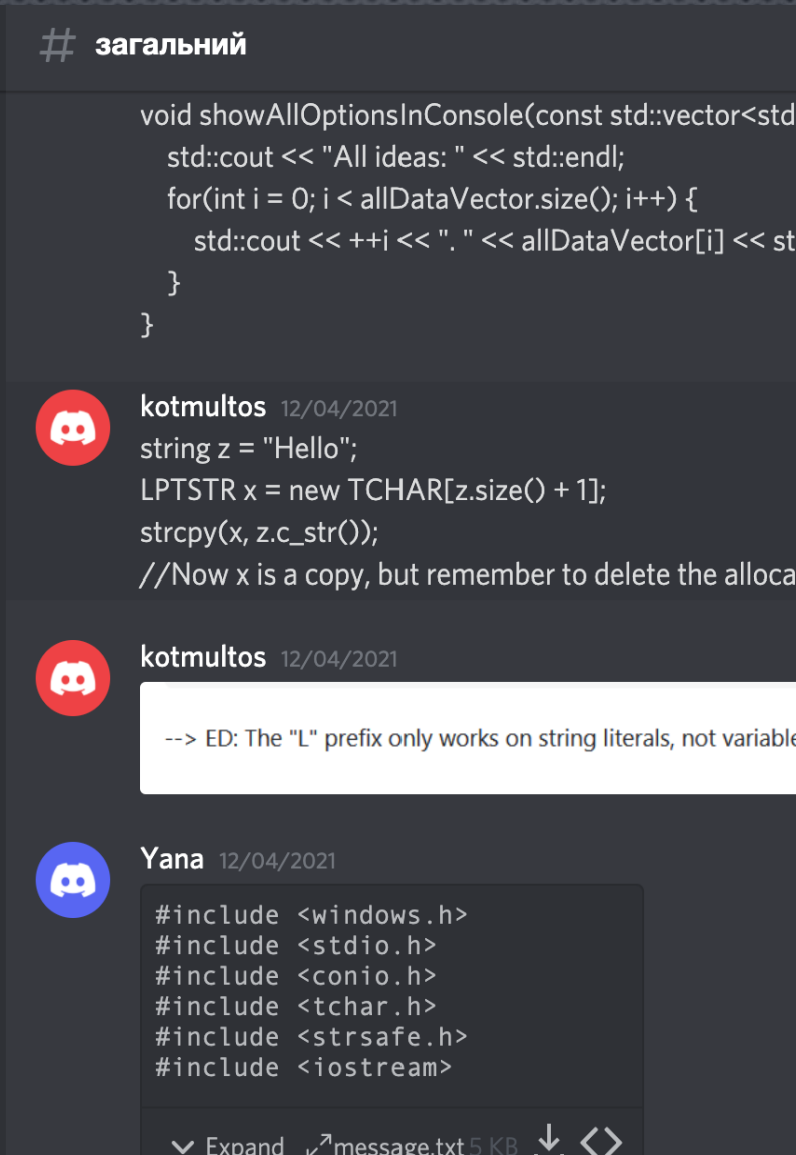 # загальний
void showAllOptionsInConsole(const std::vector<std
std::cout << "All ideas: " << std::endl;
for(int i = 0; i < allDataVector.size(); i++) {
std::cout << ++i << ". " << allDataVector[i] << st
}
}
kotmultos 12/04/2021
string z = "Hello";
LPTSTR x = new TCHAR[z.size() + 1];
strcpy(x, z.c_str());
//Now x is a copy, but remember to delete the alloca
kotmultos 12/04/2021
--> ED: The "L" prefix only works on string literals, not variable
Yana 12/04/2021
#include <windows.h>
#include <stdio.h>
#include <conio.h>
#include <tchar.h>
#include <strsafe.h>
#include <iostream>
Expand message.txt 5 KB